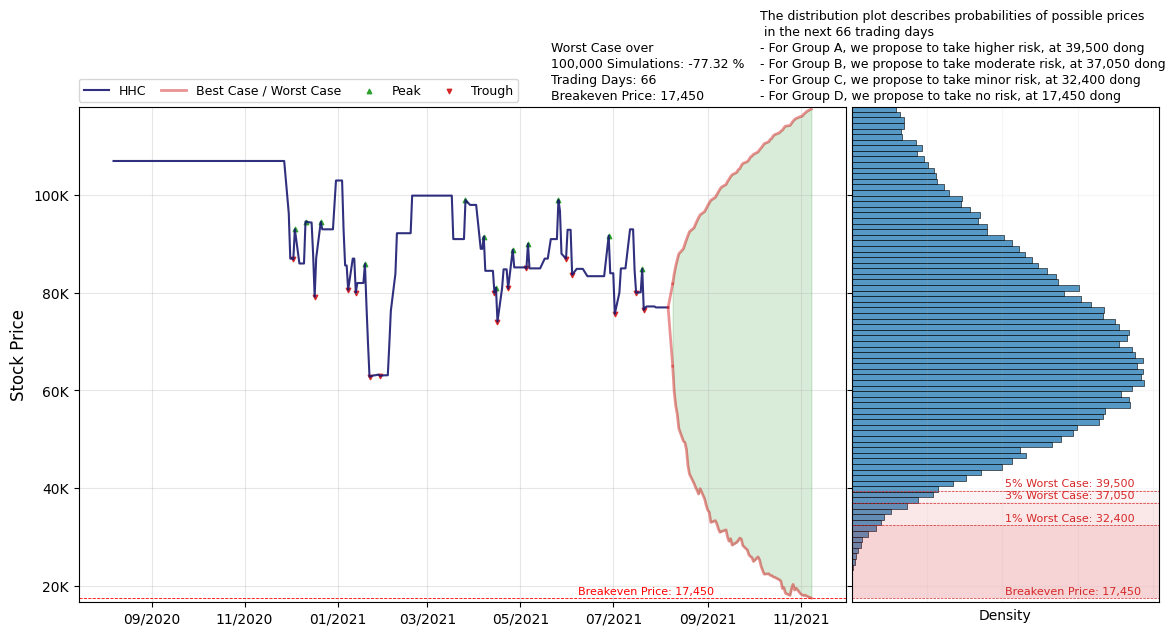 The distribution plot describes probabilities of possible prices
in the next 66 trading days
- For Group A, we propose to take higher risk, at 39,500 dong
- For Group B, we propose to take moderate risk, at 37,050 dong
- For Group C, we propose to take minor risk, at 32,400 dong
- For Group D, we propose to take no risk, at 17,450 dong
Worst Case over
100,000 Simulations: -77.32 %
Trading Days: 66
Breakeven Price: 17,450
HHC
Best Case / Worst Case
Peak
Trough
Stock Price
100K
80K
60K
40K
20K
09/2020
11/2020
01/2021
03/2021
05/2021
07/2021
09/2021
11/2021
Breakeven Price: 17,450
5% Worst Case: 39,500
3% Worst Case: 37,050
1% Worst Case: 32,400
Breakeven Price: 17,450
Density